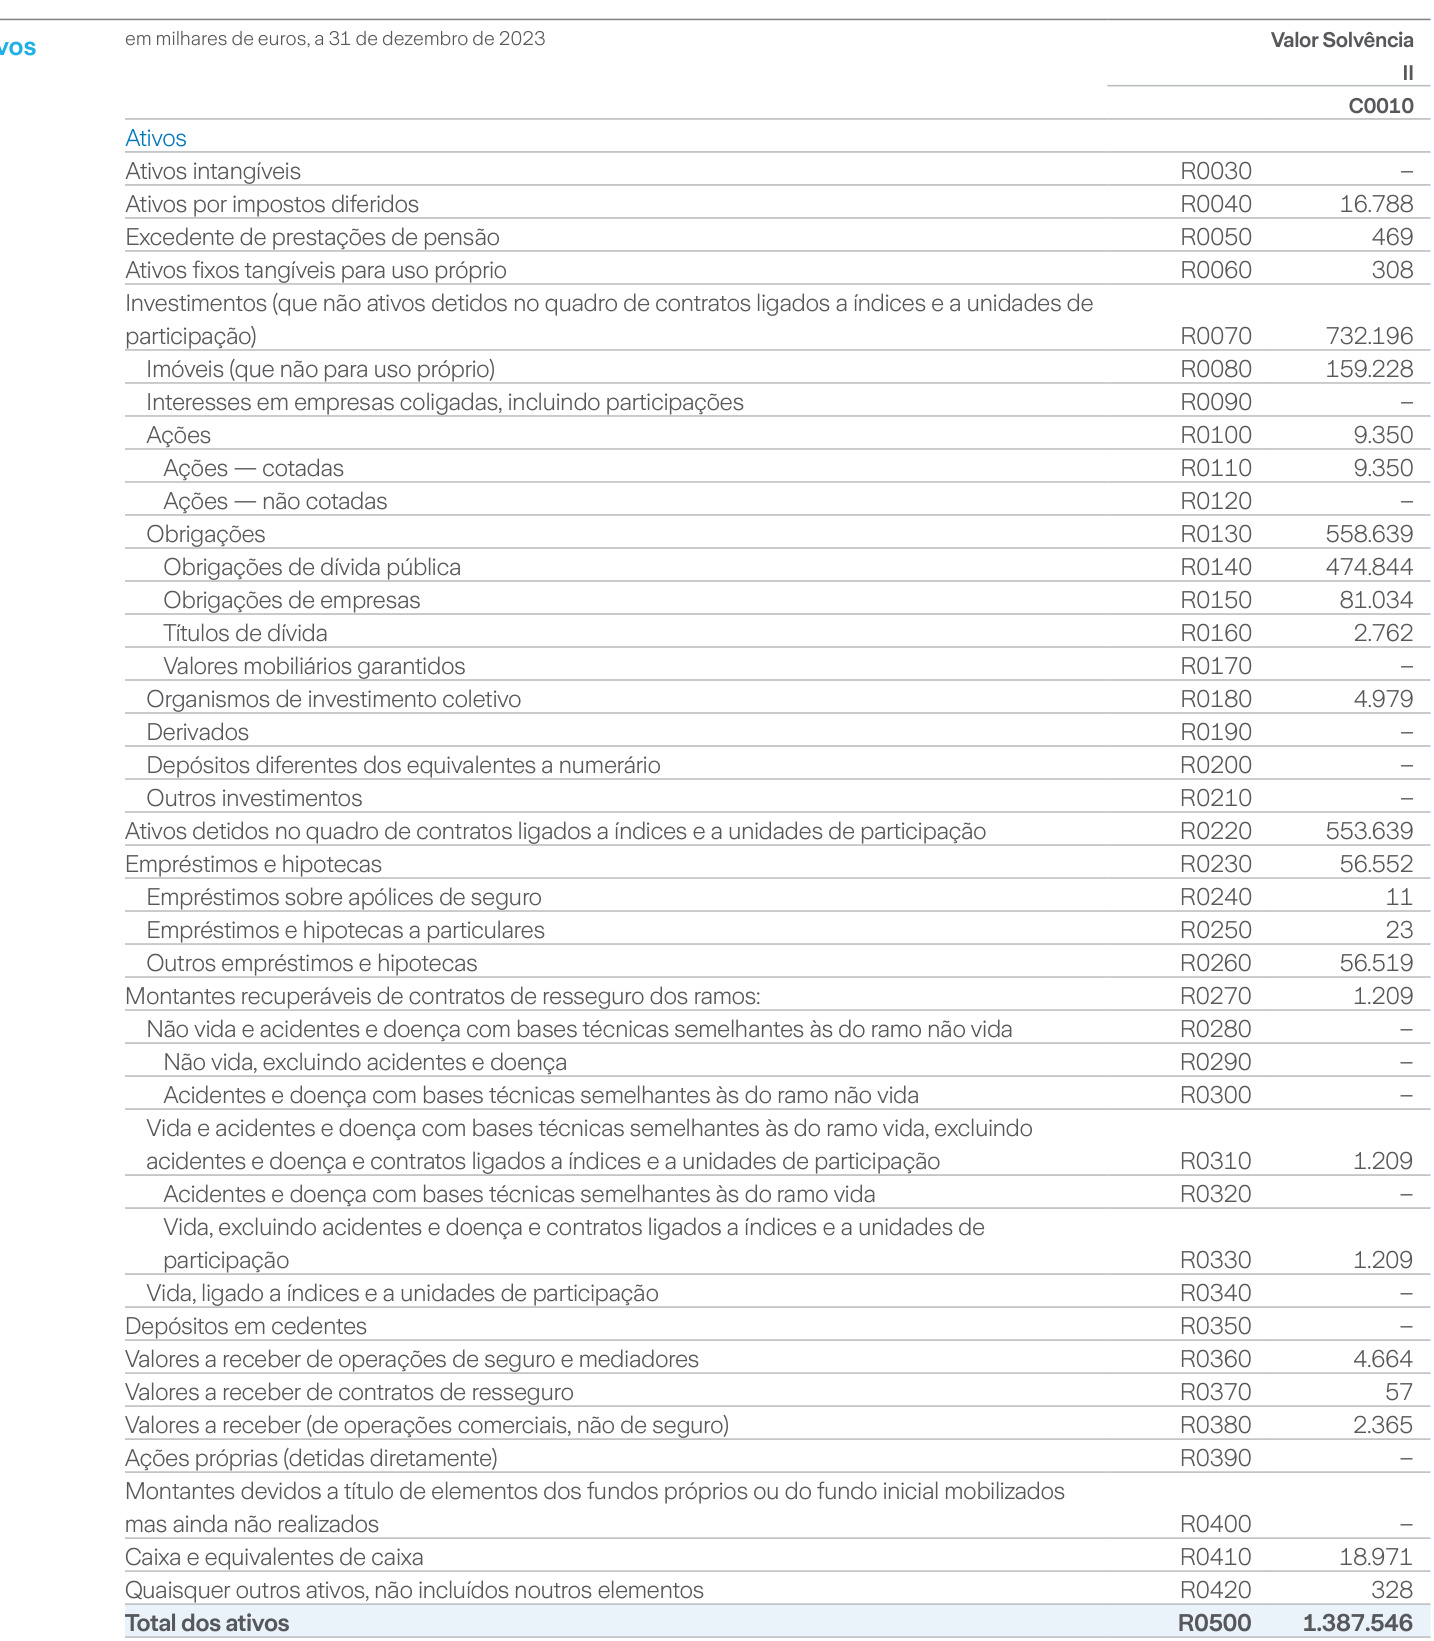 vos
em milhares de euros, a 31 de dezembro de 2023
Valor Solvência
II
C0010
Ativos
Ativos intangíveis R0030 –
Ativos por impostos diferidos R0040 16.788
Excedente de prestações de pensão R0050 469
Ativos fixos tangíveis para uso próprio R0060 308
Investimentos (que não ativos detidos no quadro de contratos ligados a índices e a unidades de
participação) R0070 732.196
Imóveis (que não para uso próprio) R0080 159.228
Interesses em empresas coligadas, incluindo participações R0090 –
Ações R0100 9.350
Ações — cotadas R0110 9.350
Ações — não cotadas R0120 –
Obrigações R0130 558.639
Obrigações de dívida pública R0140 474.844
Obrigações de empresas R0150 81.034
Títulos de dívida R0160 2.762
Valores mobiliários garantidos R0170 –
Organismos de investimento coletivo R0180 4.979
Derivados R0190 –
Depósitos diferentes dos equivalentes a numerário R0200 –
Outros investimentos R0210 –
Ativos detidos no quadro de contratos ligados a índices e a unidades de participação R0220 553.639
Empréstimos e hipotecas R0230 56.552
Empréstimos sobre apólices de seguro R0240 11
Empréstimos e hipotecas a particulares R0250 23
Outros empréstimos e hipotecas R0260 56.519
Montantes recuperáveis de contratos de resseguro dos ramos: R0270 1.209
Não vida e acidentes e doença com bases técnicas semelhantes às do ramo não vida R0280 –
Não vida, excluindo acidentes e doença R0290 –
Acidentes e doença com bases técnicas semelhantes às do ramo não vida R0300 –
Vida e acidentes e doença com bases técnicas semelhantes às do ramo vida, excluindo
acidentes e doença e contratos ligados a índices e a unidades de participação R0310 1.209
Acidentes e doença com bases técnicas semelhantes às do ramo vida R0320 –
Vida, excluindo acidentes e doença e contratos ligados a índices e a unidades de
participação R0330 1.209
Vida, ligado a índices e a unidades de participação R0340 –
Depósitos em cedentes R0350 –
Valores a receber de operações de seguro e mediadores R0360 4.664
Valores a receber de contratos de resseguro R0370 57
Valores a receber (de operações comerciais, não de seguro) R0380 2.365
Ações próprias (detidas diretamente) R0390 –
Montantes devidos a título de elementos dos fundos próprios ou do fundo inicial mobilizados
mas ainda não realizados R0400 –
Caixa e equivalentes de caixa R0410 18.971
Quaisquer outros ativos, não incluídos noutros elementos R0420 328
Total dos ativos R0500 1.387.546